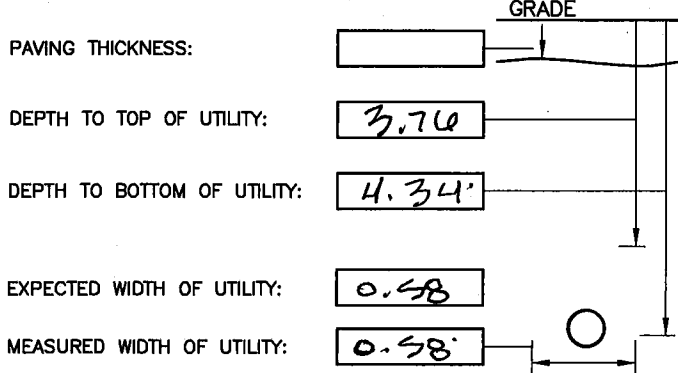 GRADE
PAVING THICKNESS:
DEPTH TO TOP OF UTILITY: 3.76
DEPTH TO BOTTOM OF UTILITY: 4.34'
EXPECTED WIDTH OF UTILITY: 0.58
MEASURED WIDTH OF UTILITY: 0.58'